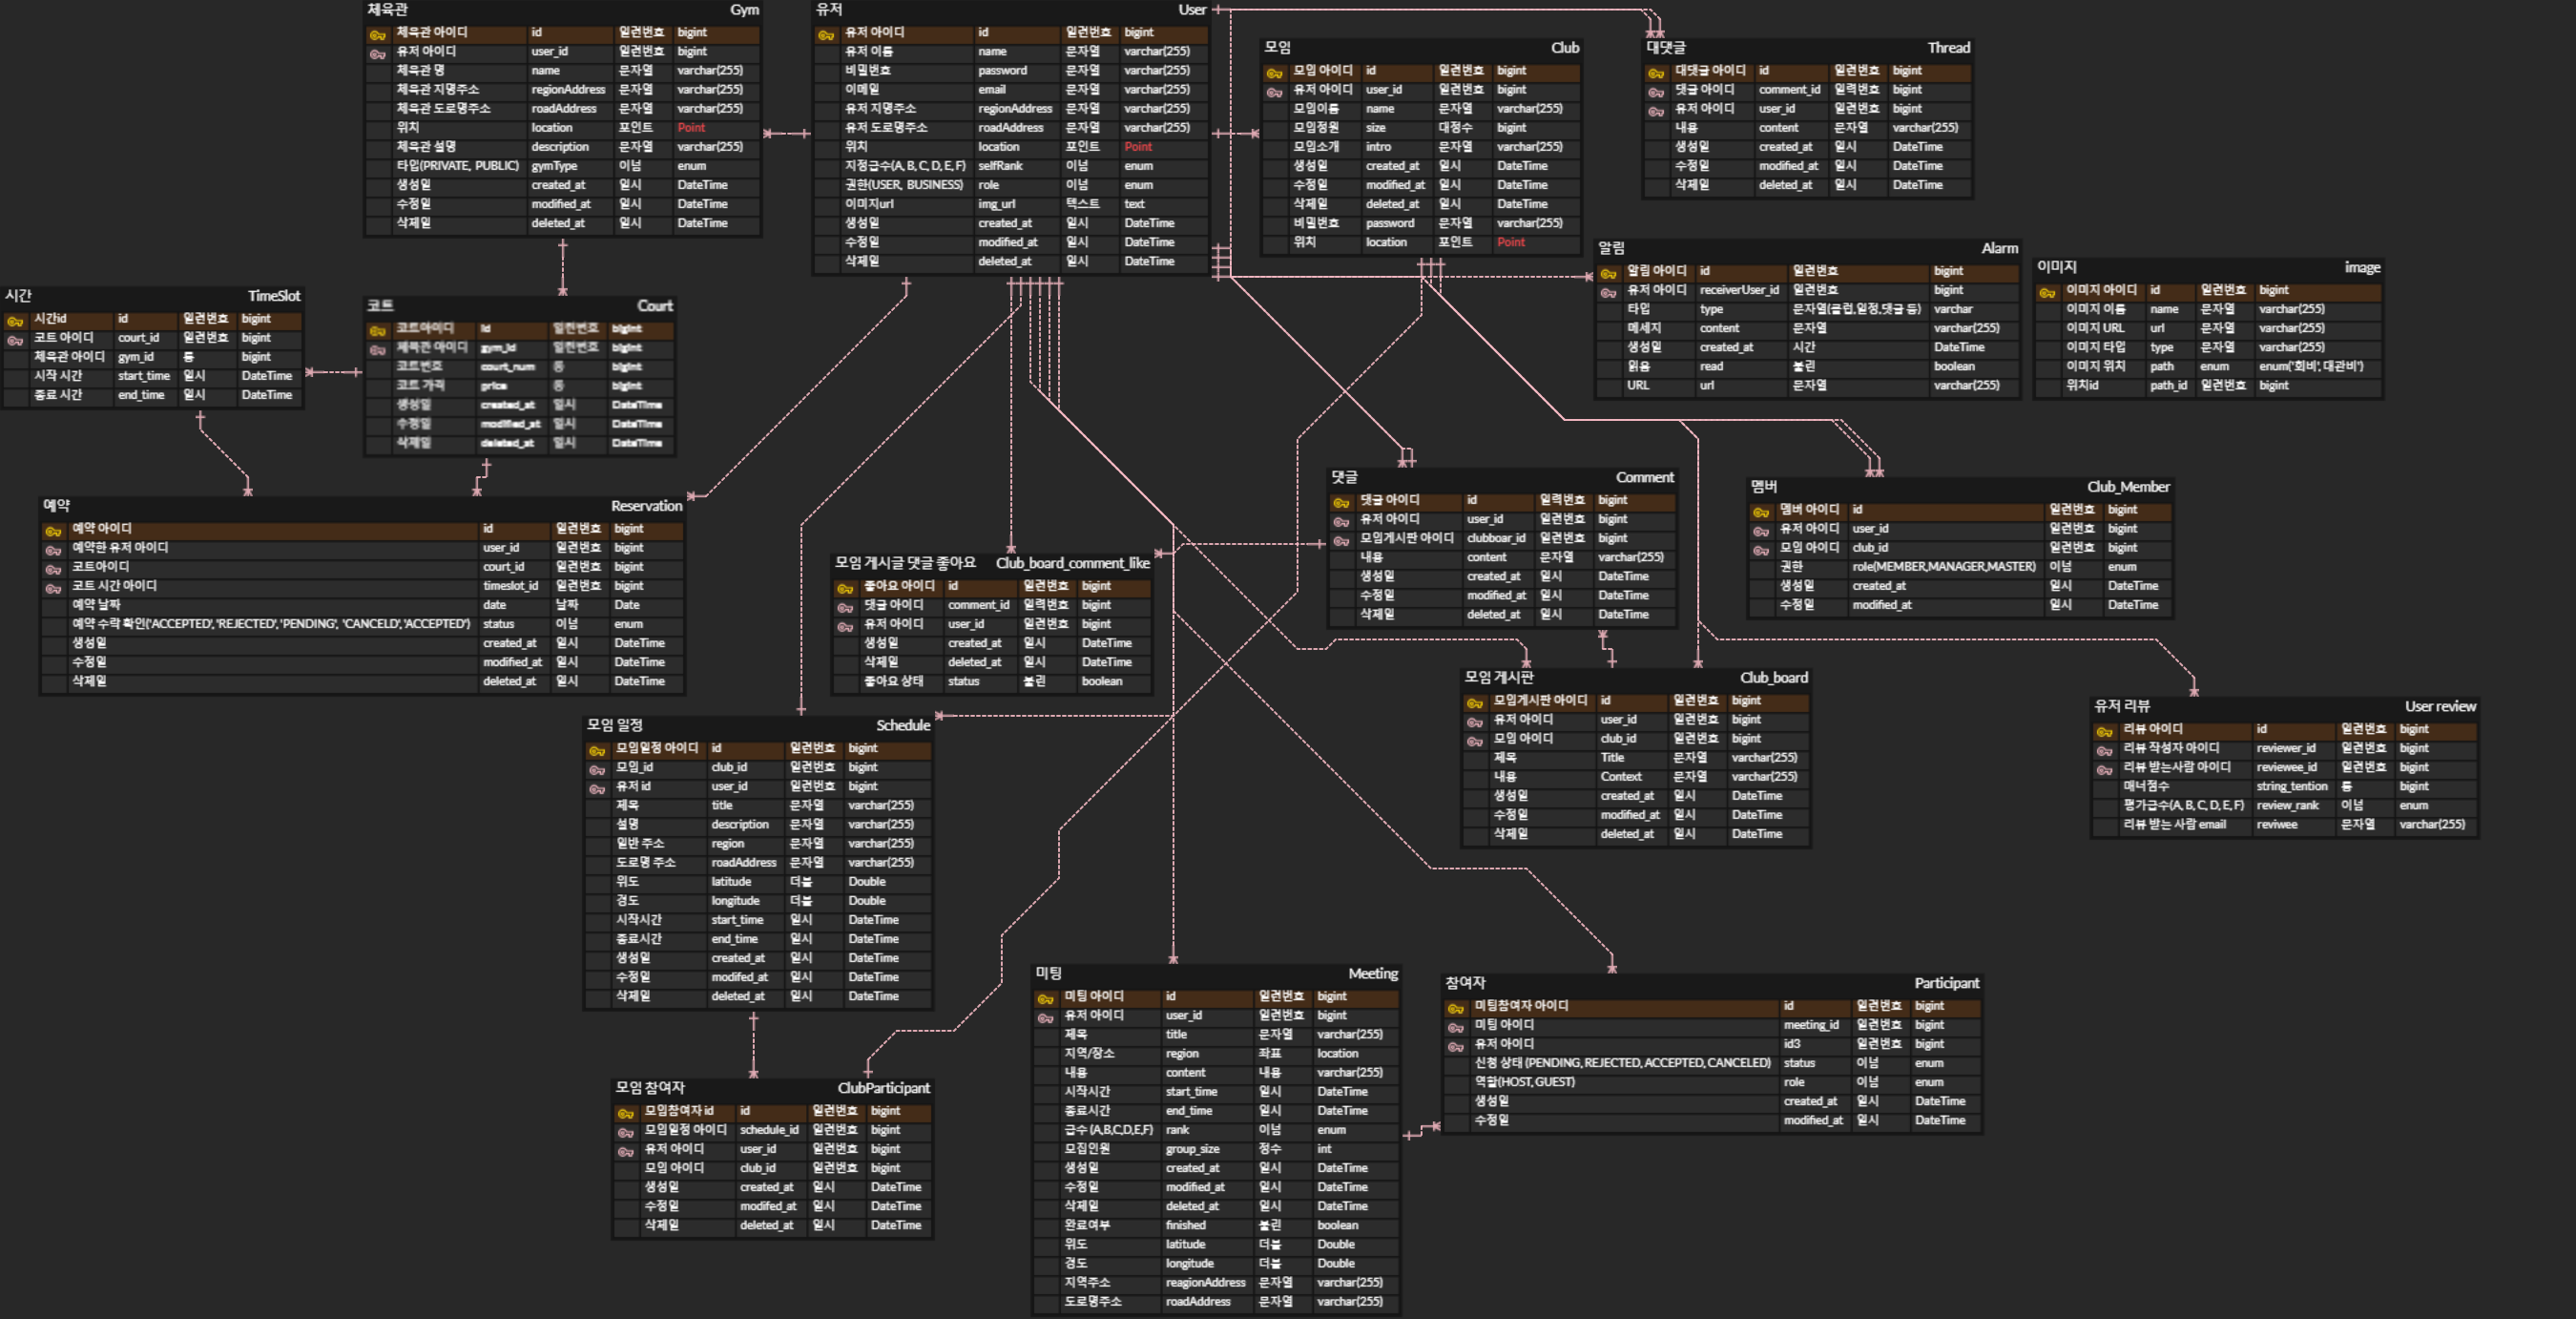 체육관 Gym
체육관 아이디 id 일련번호 bigint
유저 아이디 user_id 일련번호 bigint
체육관 명 name 문자열 varchar(255)
체육관 지명주소 regionAddress 문자열 varchar(255)
체육관 도로명주소 roadAddress 문자열 varchar(255)
위치 location 포인트 Point
체육관 설명 description 문자열 varchar(255)
타입(PRIVATE, PUBLIC) gymType 이넘 enum
생성일 created_at 일시 DateTime
수정일 modified_at 일시 DateTime
삭제일 deleted_at 일시 DateTime
유저 User
유저 아이디 id 일련번호 bigint
유저 이름 name 문자열 varchar(255)
비밀번호 password 문자열 varchar(255)
이메일 email 문자열 varchar(255)
유저 지명주소 regionAddress 문자열 varchar(255)
유저 도로명주소 roadAddress 문자열 varchar(255)
위치 location 포인트 Point
지정급수(A, B, C, D, E, F) selfRank 이넘 enum
권한(USER, BUSINESS) role 이넘 enum
이미지url img_url 텍스트 text
생성일 created_at 일시 DateTime
수정일 modified_at 일시 DateTime
삭제일 deleted_at 일시 DateTime
모임 Club
모임 아이디 id 일련번호 bigint
유저 아이디 user_id 일련번호 bigint
모임이름 name 문자열 varchar(255)
모임정원 size 대정수 bigint
모임소개 intro 문자열 varchar(255)
생성일 created_at 일시 DateTime
수정일 modified_at 일시 DateTime
삭제일 deleted_at 일시 DateTime
비밀번호 password 문자열 varchar(255)
위치 location 포인트 Point
대댓글 Thread
대댓글 아이디 id 일련번호 bigint
댓글 아이디 comment_id 일력번호 bigint
유저 아이디 user_id 일련번호 bigint
내용 content 문자열 varchar(255)
생성일 created_at 일시 DateTime
수정일 modified_at 일시 DateTime
삭제일 deleted_at 일시 DateTime
알림 Alarm
알림 아이디 id 일련번호 bigint
유저 아이디 receiverUser_id 일련번호 bigint
타입 type 문자열(클럽,일정,댓글 등) varchar
메세지 content 문자열 varchar(255)
생성일 created_at 시간 DateTime
읽음 read 불린 boolean
URL url 문자열 varchar(255)
이미지 image
이미지 아이디 id 일련번호 bigint
이미지 이름 name 문자열 varchar(255)
이미지 URL url 문자열 varchar(255)
이미지 타입 type 문자열 varchar(255)
이미지 위치 path enum enum('회비', 대관비')
위치id path_id 일련번호 bigint
시간 TimeSlot
시간id id 일련번호 bigint
코트 아이디 court_id 일련번호 bigint
체육관 아이디 gym_id 롱 bigint
시작 시간 start_time 일시 DateTime
종료 시간 end_time 일시 DateTime
코트 Court
코트아이디 id 일련번호 bigint
체육관 아이디 gym_id 일련번호 bigint
코트번호 court_num 롱 bigint
코트 가격 price 롱 bigint
생성일 created_at 일시 DateTime
수정일 modified_at 일시 DateTime
삭제일 deleted_at 일시 DateTime
예약 Reservation
예약 아이디 id 일련번호 bigint
예약한 유저 아이디 user_id 일련번호 bigint
코트아이디 court_id 일련번호 bigint
코트 시간 아이디 timeslot_id 일련번호 bigint
예약 날짜 date 날짜 Date
예약 수락 확인('ACCEPTED', 'REJECTED', 'PENDING', 'CANCELD', 'ACCEPTED') status 이넘 enum
생성일 created_at 일시 DateTime
수정일 modified_at 일시 DateTime
삭제일 deleted_at 일시 DateTime
모임 게시글 댓글 좋아요 Club_board_comment_like
좋아요 아이디 id 일련번호 bigint
댓글 아이디 comment_id 일력번호 bigint
유저 아이디 user_id 일련번호 bigint
생성일 created_at 일시 DateTime
삭제일 deleted_at 일시 DateTime
좋아요 상태 status 불린 boolean
댓글 Comment
댓글 아이디 id 일력번호 bigint
유저 아이디 user_id 일련번호 bigint
모임게시판 아이디 clubboar_id 일련번호 bigint
내용 content 문자열 varchar(255)
생성일 created_at 일시 DateTime
수정일 modified_at 일시 DateTime
삭제일 deleted_at 일시 DateTime
멤버 Club_Member
멤버 아이디 id 일련번호 bigint
유저 아이디 user_id 일련번호 bigint
모임 아이디 club_id 일련번호 bigint
권한 role(MEMBER,MANAGER,MASTER) 이넘 enum
생성일 created_at 일시 DateTime
수정일 modified_at 일시 DateTime
모임 게시판 Club_board
모임게시판 아이디 id 일련번호 bigint
유저 아이디 user_id 일련번호 bigint
모임 아이디 club_id 일련번호 bigint
제목 Title 문자열 varchar(255)
내용 Context 문자열 varchar(255)
생성일 created_at 일시 DateTime
수정일 modified_at 일시 DateTime
삭제일 deleted_at 일시 DateTime
유저 리뷰 User review
리뷰 아이디 id 일련번호 bigint
리뷰 작성자 아이디 reviewer_id 일련번호 bigint
리뷰 받는사람 아이디 reviewee_id 일련번호 bigint
매너점수 string_tention 롱 bigint
평가급수(A, B, C, D, E, F) review_rank 이넘 enum
리뷰 받는 사람 email reviwee 문자열 varchar(255)
모임 일정 Schedule
모임일정 아이디 id 일련번호 bigint
모임_id club_id 일련번호 bigint
유저 id user_id 일련번호 bigint
제목 title 문자열 varchar(255)
설명 description 문자열 varchar(255)
일반 주소 region 문자열 varchar(255)
도로명 주소 roadAddress 문자열 varchar(255)
위도 latitude 더블 Double
경도 longitude 더블 Double
시작시간 start_time 일시 DateTime
종료시간 end_time 일시 DateTime
생성일 created_at 일시 DateTime
수정일 modifed_at 일시 DateTime
삭제일 deleted_at 일시 DateTime
모임 참여자 ClubParticipant
모임참여자 id id 일련번호 bigint
모임일정 아이디 schedule_id 일련번호 bigint
유저 아이디 user_id 일련번호 bigint
모임 아이디 club_id 일련번호 bigint
생성일 created_at 일시 DateTime
수정일 modifed_at 일시 DateTime
삭제일 deleted_at 일시 DateTime
미팅 Meeting
미팅 아이디 id 일련번호 bigint
유저 아이디 user_id 일련번호 bigint
제목 title 문자열 varchar(255)
지역/장소 region 좌표 location
내용 content 내용 varchar(255)
시작시간 start_time 일시 DateTime
종료시간 end_time 일시 DateTime
급수 (A,B,C,D,E,F) rank 이넘 enum
모집인원 group_size 정수 int
생성일 created_at 일시 DateTime
수정일 modified_at 일시 DateTime
삭제일 deleted_at 일시 DateTime
완료여부 finished 불린 boolean
위도 latitude 더블 Double
경도 longitude 더블 Double
지역주소 reagionAddress 문자열 varchar(255)
도로명주소 roadAddress 문자열 varchar(255)
참여자 Participant
미팅참여자 아이디 id 일련번호 bigint
미팅 아이디 meeting_id 일련번호 bigint
유저 아이디 id3 일련번호 bigint
신청 상태 (PENDING, REJECTED, ACCEPTED, CANCELED) status 이넘 enum
역할(HOST, GUEST) role 이넘 enum
생성일 created_at 일시 DateTime
수정일 modified_at 일시 DateTime